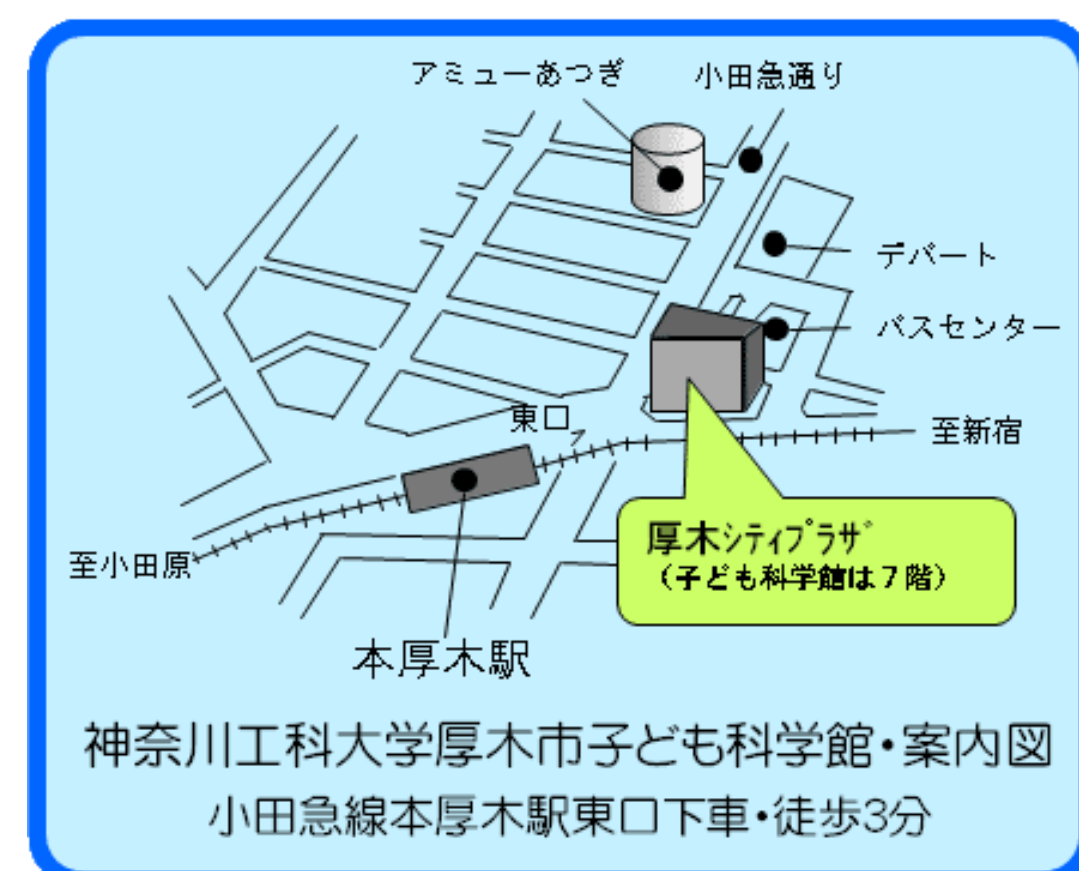 アミューあつぎ
小田急通り
デパート
バスセンター
東口
至新宿
厚木シティプラザ
（子ども科学館は７階）
至小田原
本厚木駅
神奈川工科大学厚木市子ども科学館・案内図
小田急線本厚木駅東口下車・徒歩3分